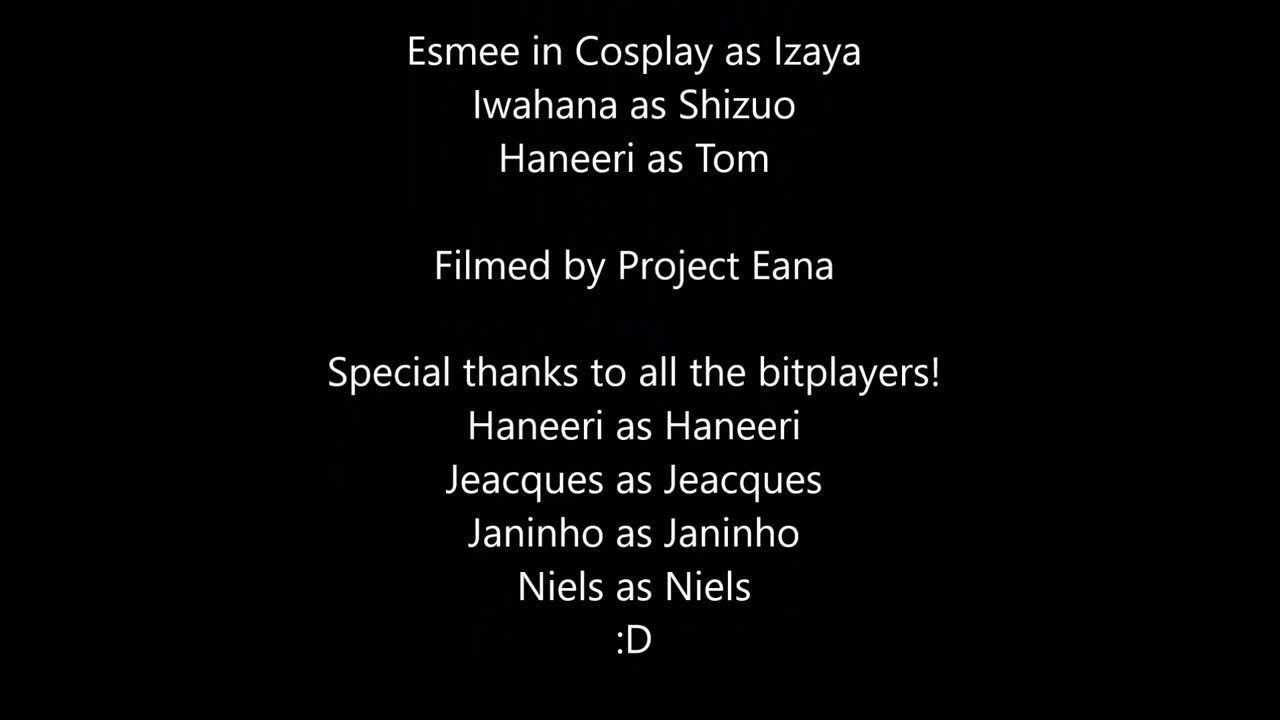 Esmee in Cosplay as Izaya
Iwahana as Shizuo
Haneeri as Tom
Filmed by Project Eana
Special thanks to all the bitplayers!
Haneeri as Haneeri
Jeacques as Jeacques
Janinho as Janinho
Niels as Niels
:D